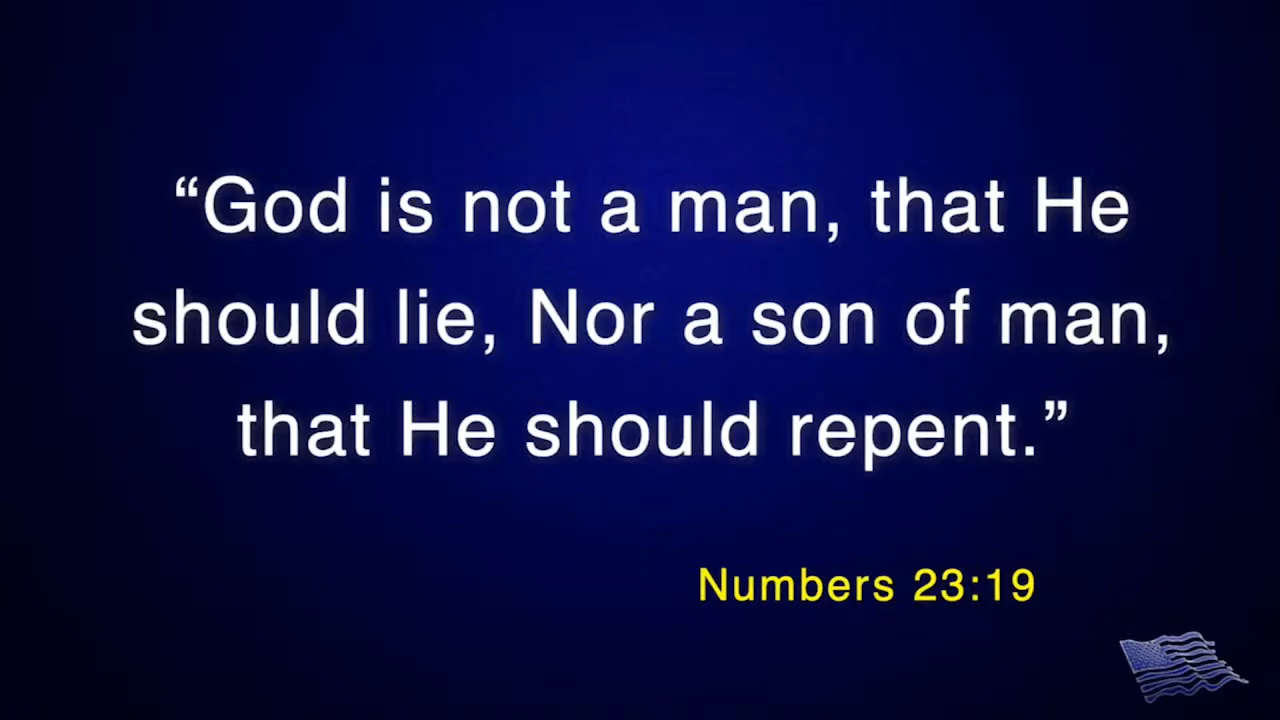 “God is not a man, that He
should lie, Nor a son of man,
that He should repent.”
Numbers 23:19